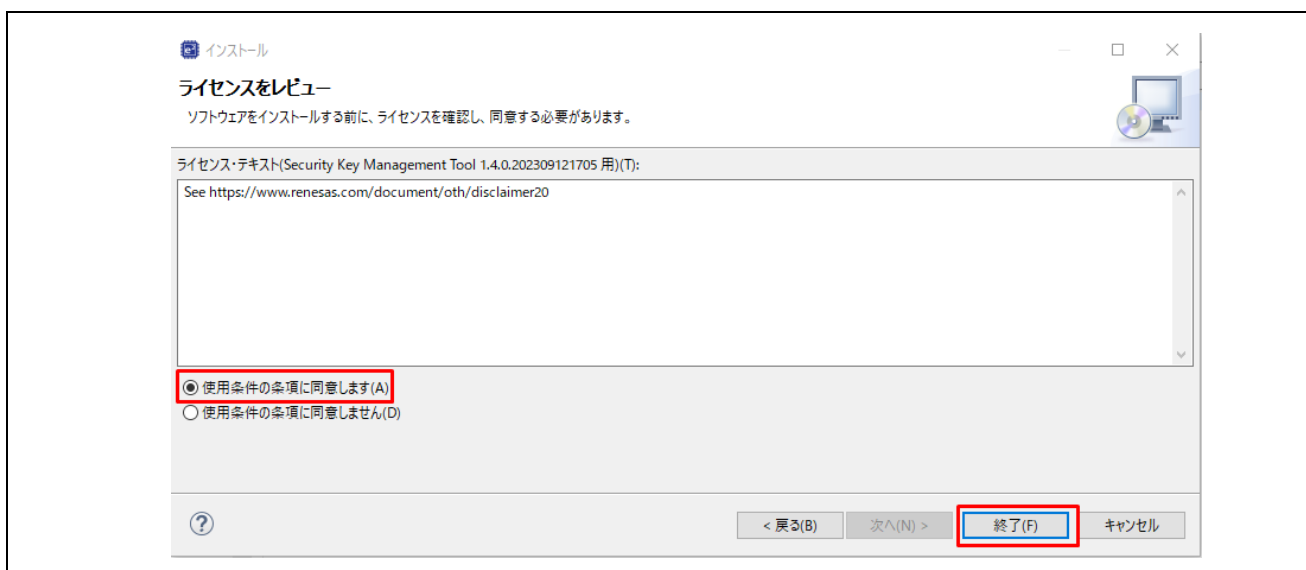 インストール
ライセンスをレビュー
ソフトウェアをインストールする前に、ライセンスを確認し、同意する必要があります。
ライセンス・テキスト(Security Key Management Tool 1.4.0.202309121705 用)(T):
See https://www.renesas.com/document/oth/disclaimer20
使用条件の条項に同意します(A)
使用条件の条項に同意しません(D)
? < 戻る(B) 次へ(N) > 終了(F) キャンセル